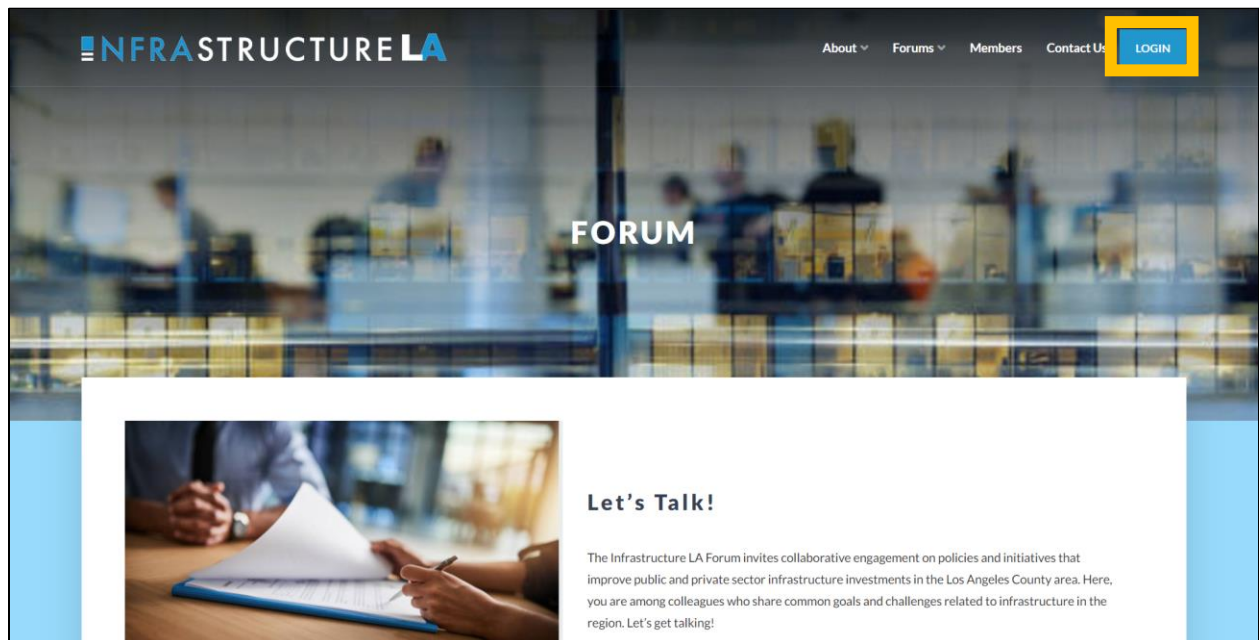 INFRASTRUCTURE LA
About Forums Members Contact Us LOGIN
FORUM
Let's Talk!
The Infrastructure LA Forum invites collaborative engagement on policies and initiatives that
improve public and private sector infrastructure investments in the Los Angeles County area. Here,
you are among colleagues who share common goals and challenges related to infrastructure in the
region. Let's get talking!